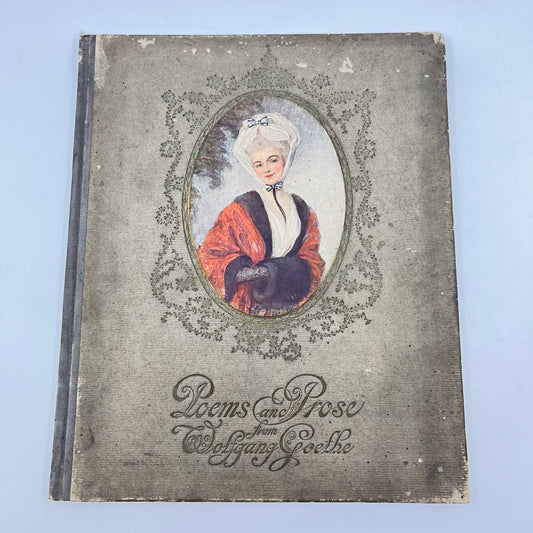 Poems and Prose
from
Wolfgang Goethe